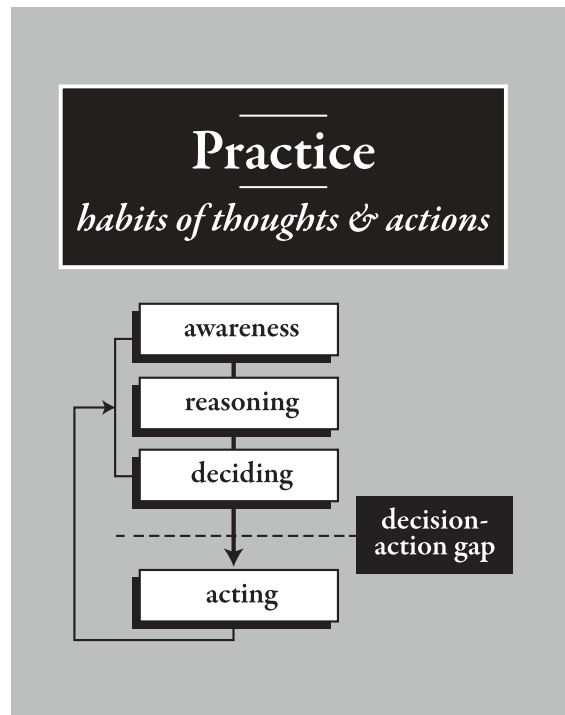 Practice
habits of thoughts & actions
awareness
reasoning
deciding
decision-
action gap
acting